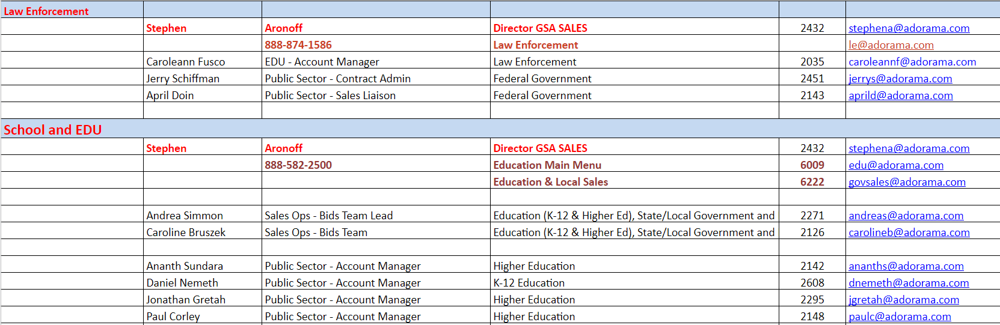 Law Enforcement
Stephen Aronoff Director GSA SALES 2432 stephena@adorama.com
888-874-1586 Law Enforcement le@adorama.com
Caroleann Fusco EDU - Account Manager Law Enforcement 2035 caroleannf@adorama.com
Jerry Schiffman Public Sector - Contract Admin Federal Government 2451 jerrys@adorama.com
April Doin Public Sector - Sales Liaison Federal Government 2143 aprild@adorama.com
School and EDU
Stephen Aronoff Director GSA SALES 2432 stephena@adorama.com
888-582-2500 Education Main Menu 6009 edu@adorama.com
Education & Local Sales 6222 govsales@adorama.com
Andrea Simmon Sales Ops - Bids Team Lead Education (K-12 & Higher Ed), State/Local Government and 2271 andreas@adorama.com
Caroline Bruszek Sales Ops - Bids Team Education (K-12 & Higher Ed), State/Local Government and 2126 carolineb@adorama.com
Ananth Sundara Public Sector - Account Manager Higher Education 2142 ananths@adorama.com
Daniel Nemeth Public Sector - Account Manager K-12 Education 2608 dnemeth@adorama.com
Jonathan Gretah Public Sector - Account Manager Higher Education 2295 jgretah@adorama.com
Paul Corley Public Sector - Account Manager Higher Education 2148 paulc@adorama.com